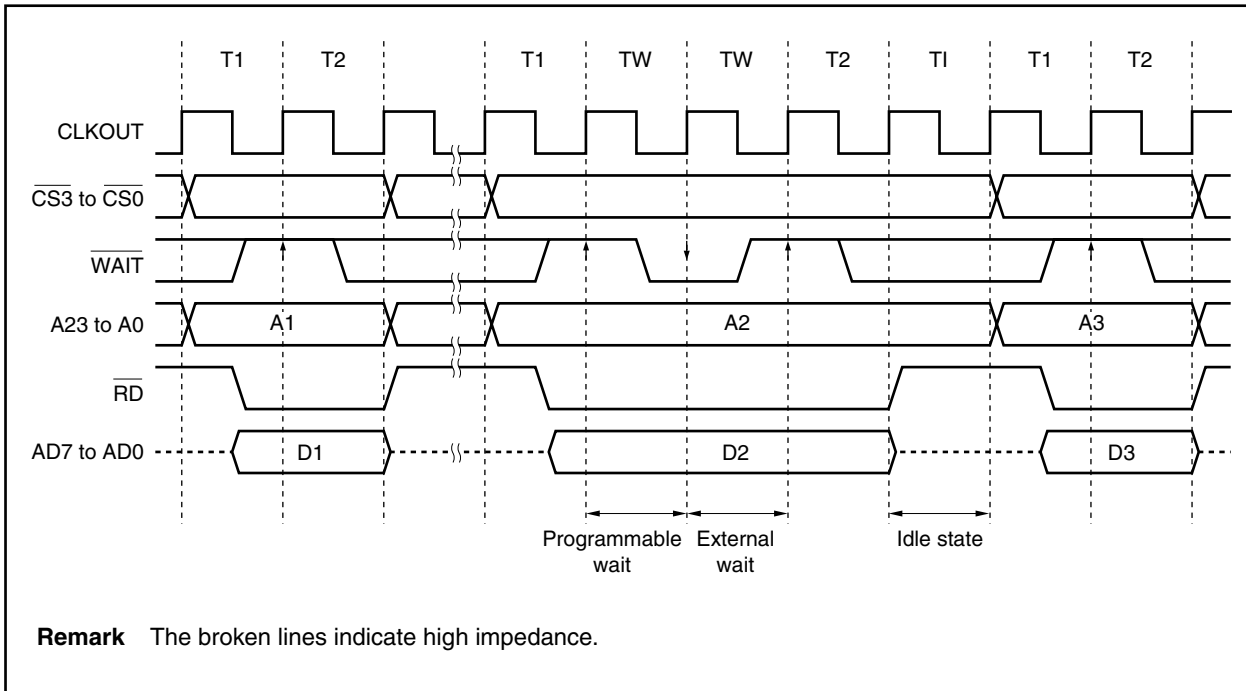 T1 T2 T1 TW TW T2 TI T1 T2
CLKOUT
CS3 to CS0
WAIT
A23 to A0 A1 A2 A3
RD
AD7 to AD0 D1 D2 D3
Programmable wait
External wait
Idle state
Remark The broken lines indicate high impedance.